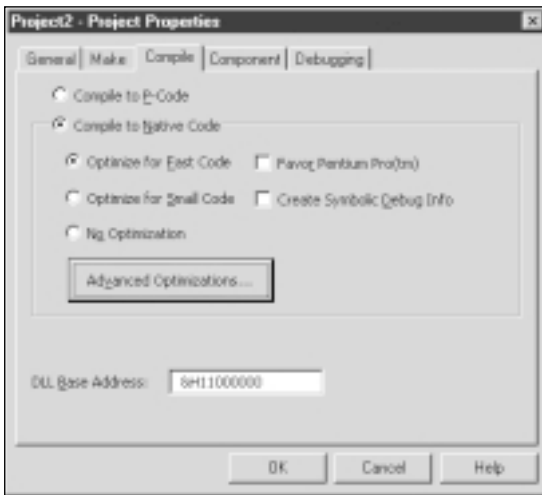 Project2 - Project Properties
General Make Compile Component Debugging
Compile to P-Code
Compile to Native Code
Optimize for Fast Code Favor Pentium Pro(tm)
Optimize for Small Code Create Symbolic Debug Info
No Optimization
Advanced Optimizations...
DLL Base Address: &H11000000
OK Cancel Help